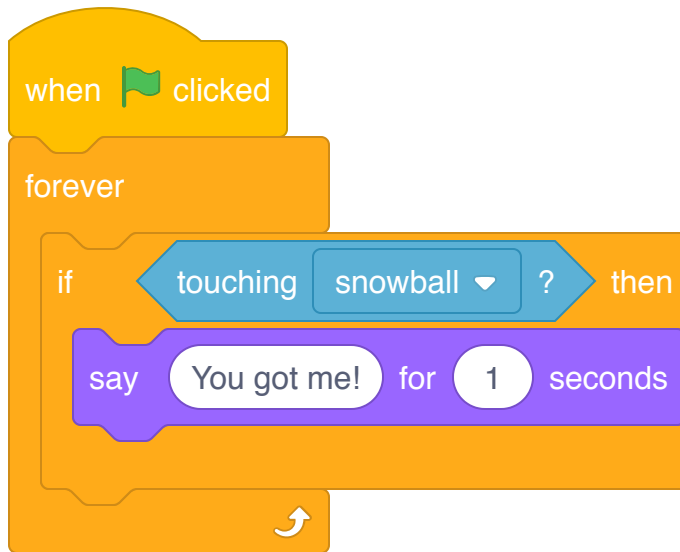 when clicked
forever
if touching snowball ? then
say You got me! for 1 seconds